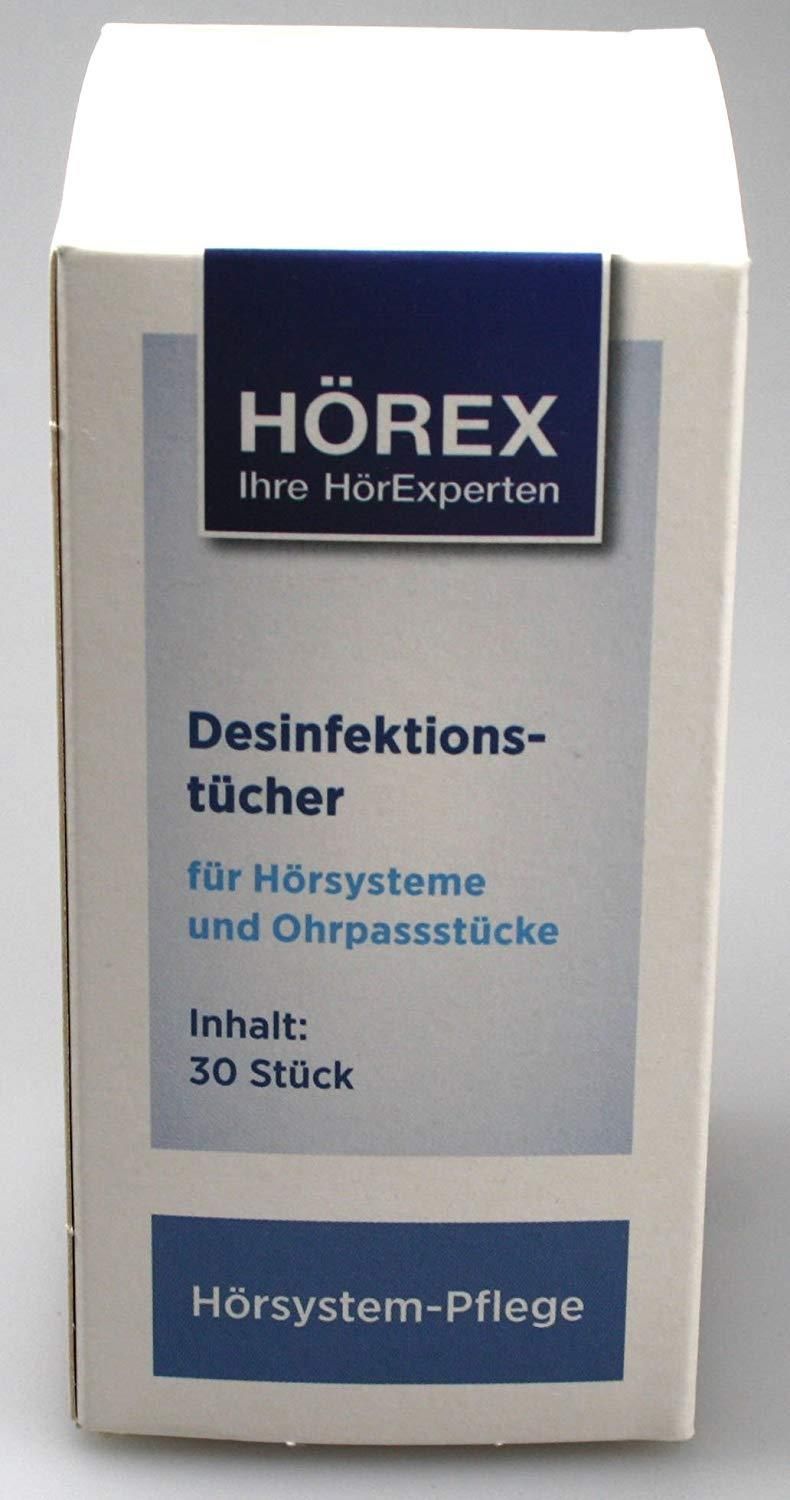 HÖREX
Ihre HörExperten
Desinfektions-
tücher
für Hörsysteme
und Ohrpassstücke
Inhalt:
30 Stück
Hörsystem-Pflege